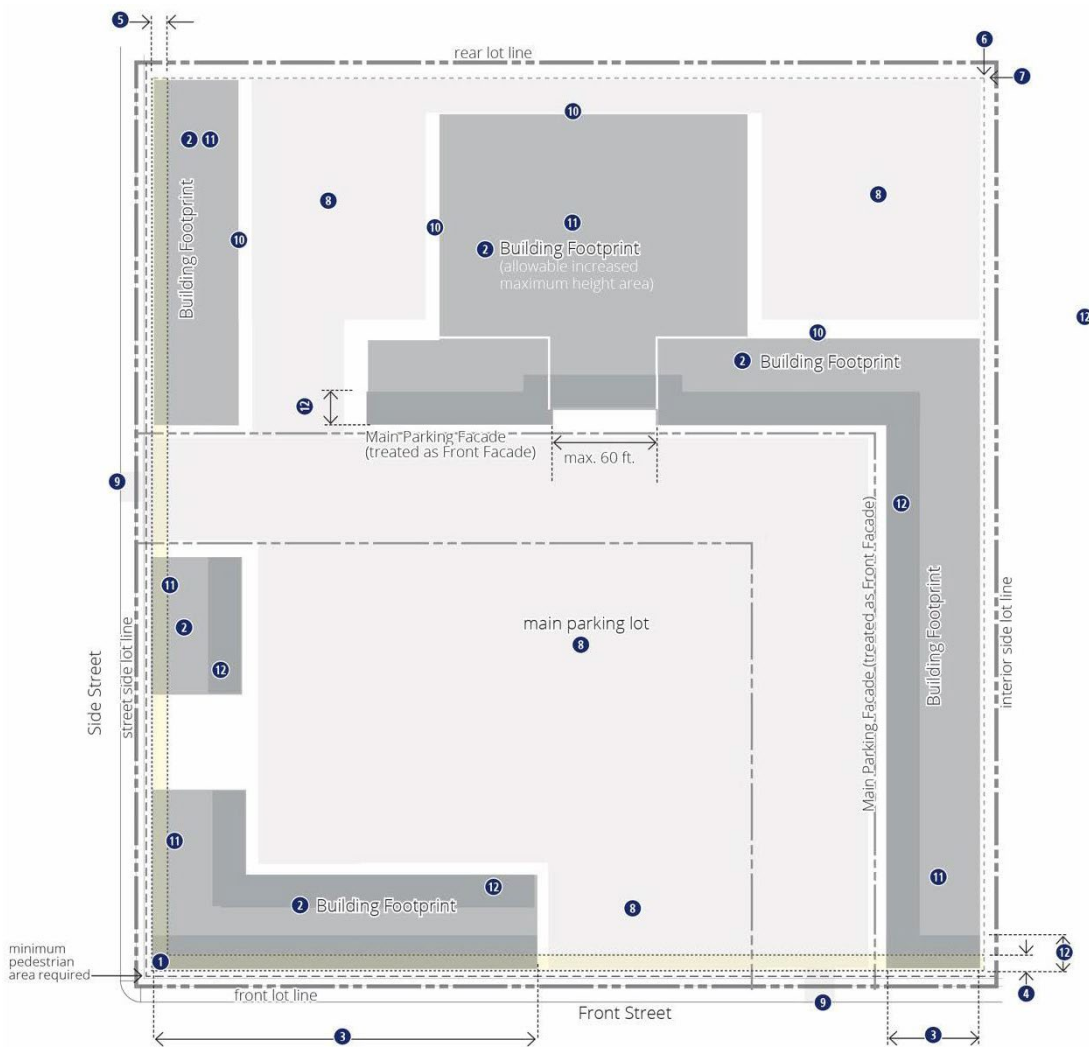 5
6
rear lot line
7
10
2 11
Building Footprint
8
8
10
10
11
2 Building Footprint
(allowable increased
maximum height area)
12
10
2 Building Footprint
12
Main Parking Facade
(treated as Front Facade)
max. 60 ft.
9
12
Main Parking Facade (treated as Front Facade)
11
2
12
main parking lot
8
Side Street
street side lot line
Building Footprint
interior side lot line
11
12
11
2 Building Footprint
8
minimum
pedestrian
area required
1
12
4
front lot line
9
Front Street
3
3